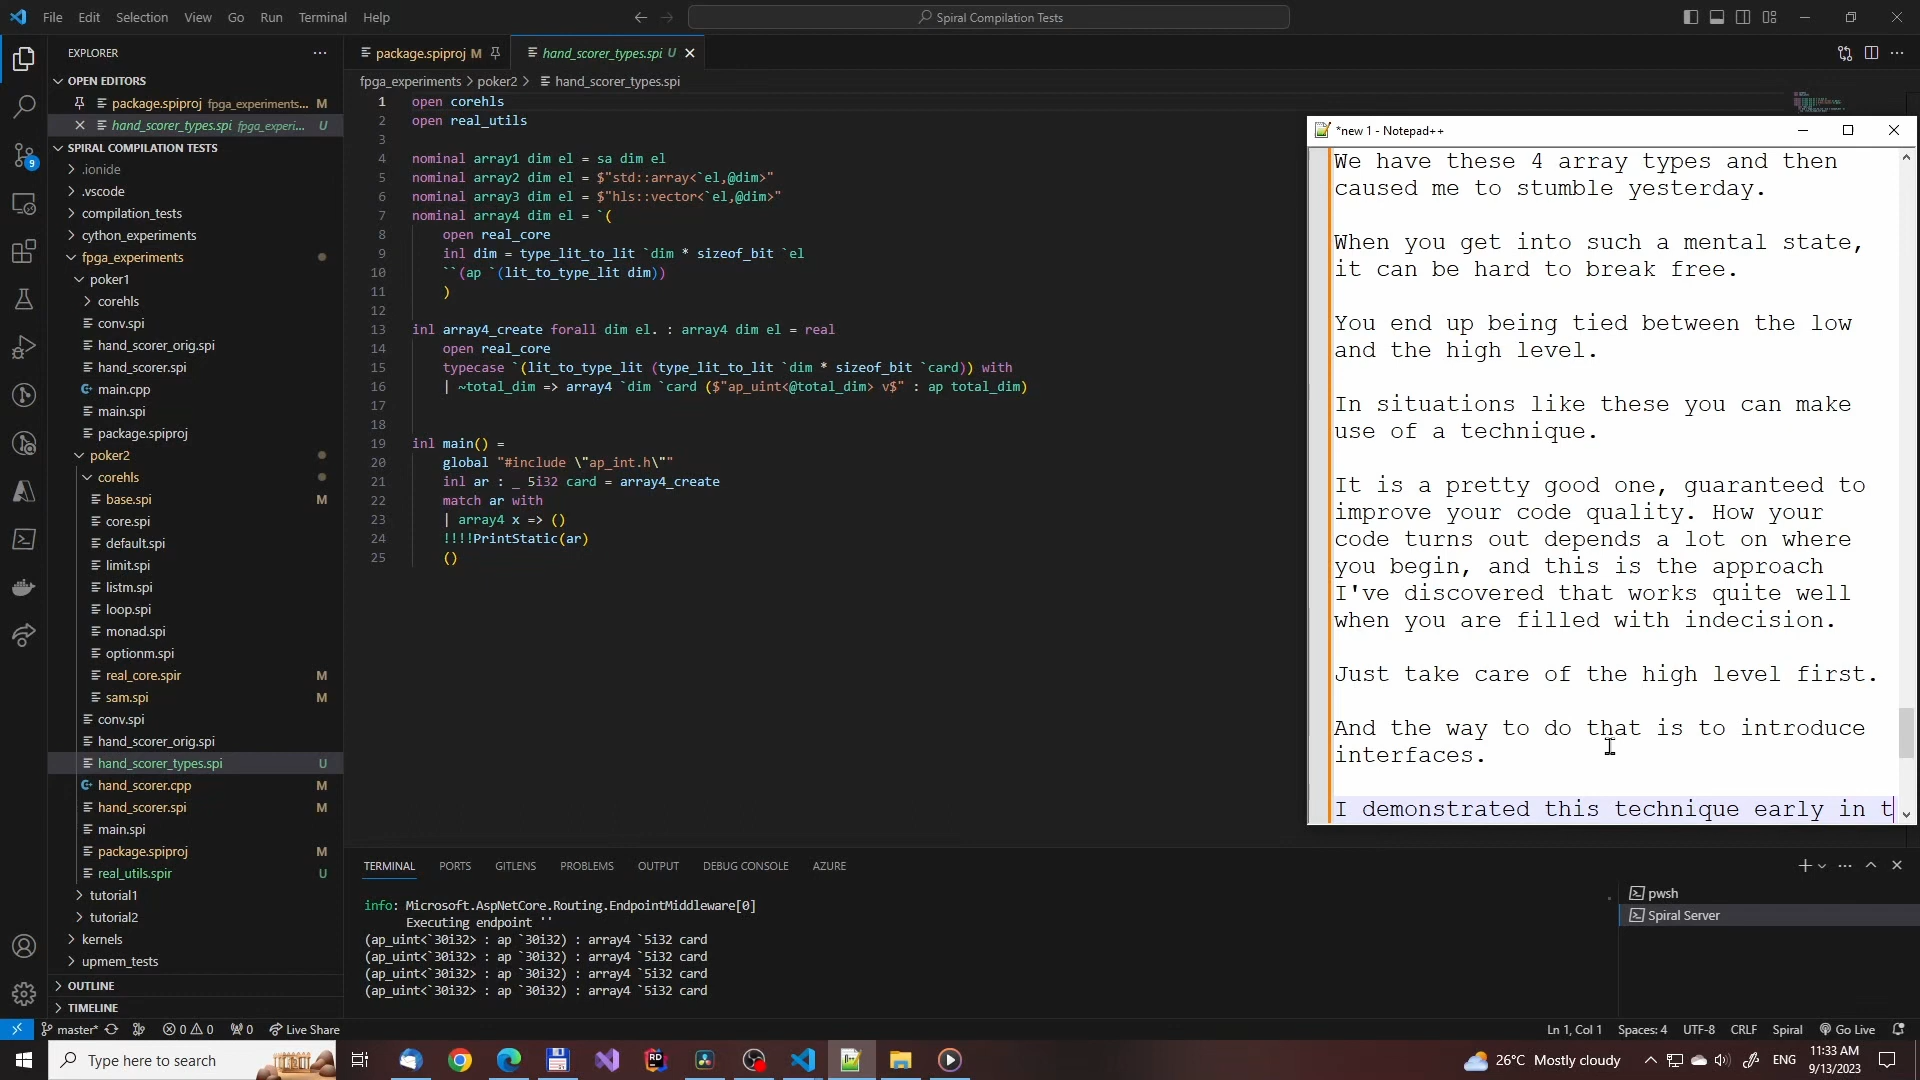 File Edit Selection View Go Run Terminal Help
Spiral Compilation Tests
EXPLORER
OPEN EDITORS
package.spiproj fpga_experiments... M
hand_scorer_types.spi fpga_experi... U
SPIRAL COMPILATION TESTS
.ionide
.vscode
compilation_tests
cython_experiments
fpga_experiments
poker1
corehls
conv.spi
hand_scorer_orig.spi
hand_scorer.spi
main.cpp
main.spi
package.spiproj
poker2
corehls
base.spi M
core.spi
default.spi
limit.spi
listm.spi
loop.spi
monad.spi
optionm.spi
real_core.spir M
sam.spi M
conv.spi
hand_scorer_orig.spi
hand_scorer_types.spi U
hand_scorer.cpp M
hand_scorer.spi M
main.spi
package.spiproj M
real_utils.spir U
tutorial1
tutorial2
kernels
upmem_tests
OUTLINE
TIMELINE
9
package.spiproj M
hand_scorer_types.spi U
fpga_experiments > poker2 > hand_scorer_types.spi
1 open corehls
2 open real_utils
3
4 nominal array1 dim el = sa dim el
5 nominal array2 dim el = $"std::array<`el,@dim>"
6 nominal array3 dim el = $"hls::vector<`el,@dim>"
7 nominal array4 dim el = `(
8 open real_core
9 inl dim = type_lit_to_lit `dim * sizeof_bit `el
10 ``(ap `(lit_to_type_lit dim))
11 )
12
13 inl array4_create forall dim el. : array4 dim el = real
14 open real_core
15 typecase `(lit_to_type_lit (type_lit_to_lit `dim * sizeof_bit `card)) with
16 | ~total_dim => array4 `dim `card ($"ap_uint<@total_dim> v$" : ap total_dim)
17
18
19 inl main() =
20 global "#include \"ap_int.h\""
21 inl ar : _ 5i32 card = array4_create
22 match ar with
23 | array4 x => ()
24 !!!!PrintStatic(ar)
25 ()
*new 1 - Notepad++
We have these 4 array types and then
caused me to stumble yesterday.
When you get into such a mental state,
it can be hard to break free.
You end up being tied between the low
and the high level.
In situations like these you can make
use of a technique.
It is a pretty good one, guaranteed to
improve your code quality. How your
code turns out depends a lot on where
you begin, and this is the approach
I've discovered that works quite well
when you are filled with indecision.
Just take care of the high level first.
And the way to do that is to introduce
interfaces.
I demonstrated this technique early in t
TERMINAL PORTS GITLENS PROBLEMS OUTPUT DEBUG CONSOLE AZURE
info: Microsoft.AspNetCore.Routing.EndpointMiddleware[0]
Executing endpoint ''
(ap_uint<`30i32> : ap `30i32) : array4 `5i32 card
(ap_uint<`30i32> : ap `30i32) : array4 `5i32 card
(ap_uint<`30i32> : ap `30i32) : array4 `5i32 card
(ap_uint<`30i32> : ap `30i32) : array4 `5i32 card
pwsh
Spiral Server
master* 0 0 0 Live Share
Ln 1, Col 1 Spaces: 4 UTF-8 CRLF Spiral Go Live
Type here to search
26°C Mostly cloudy ENG
11:33 AM
9/13/2023